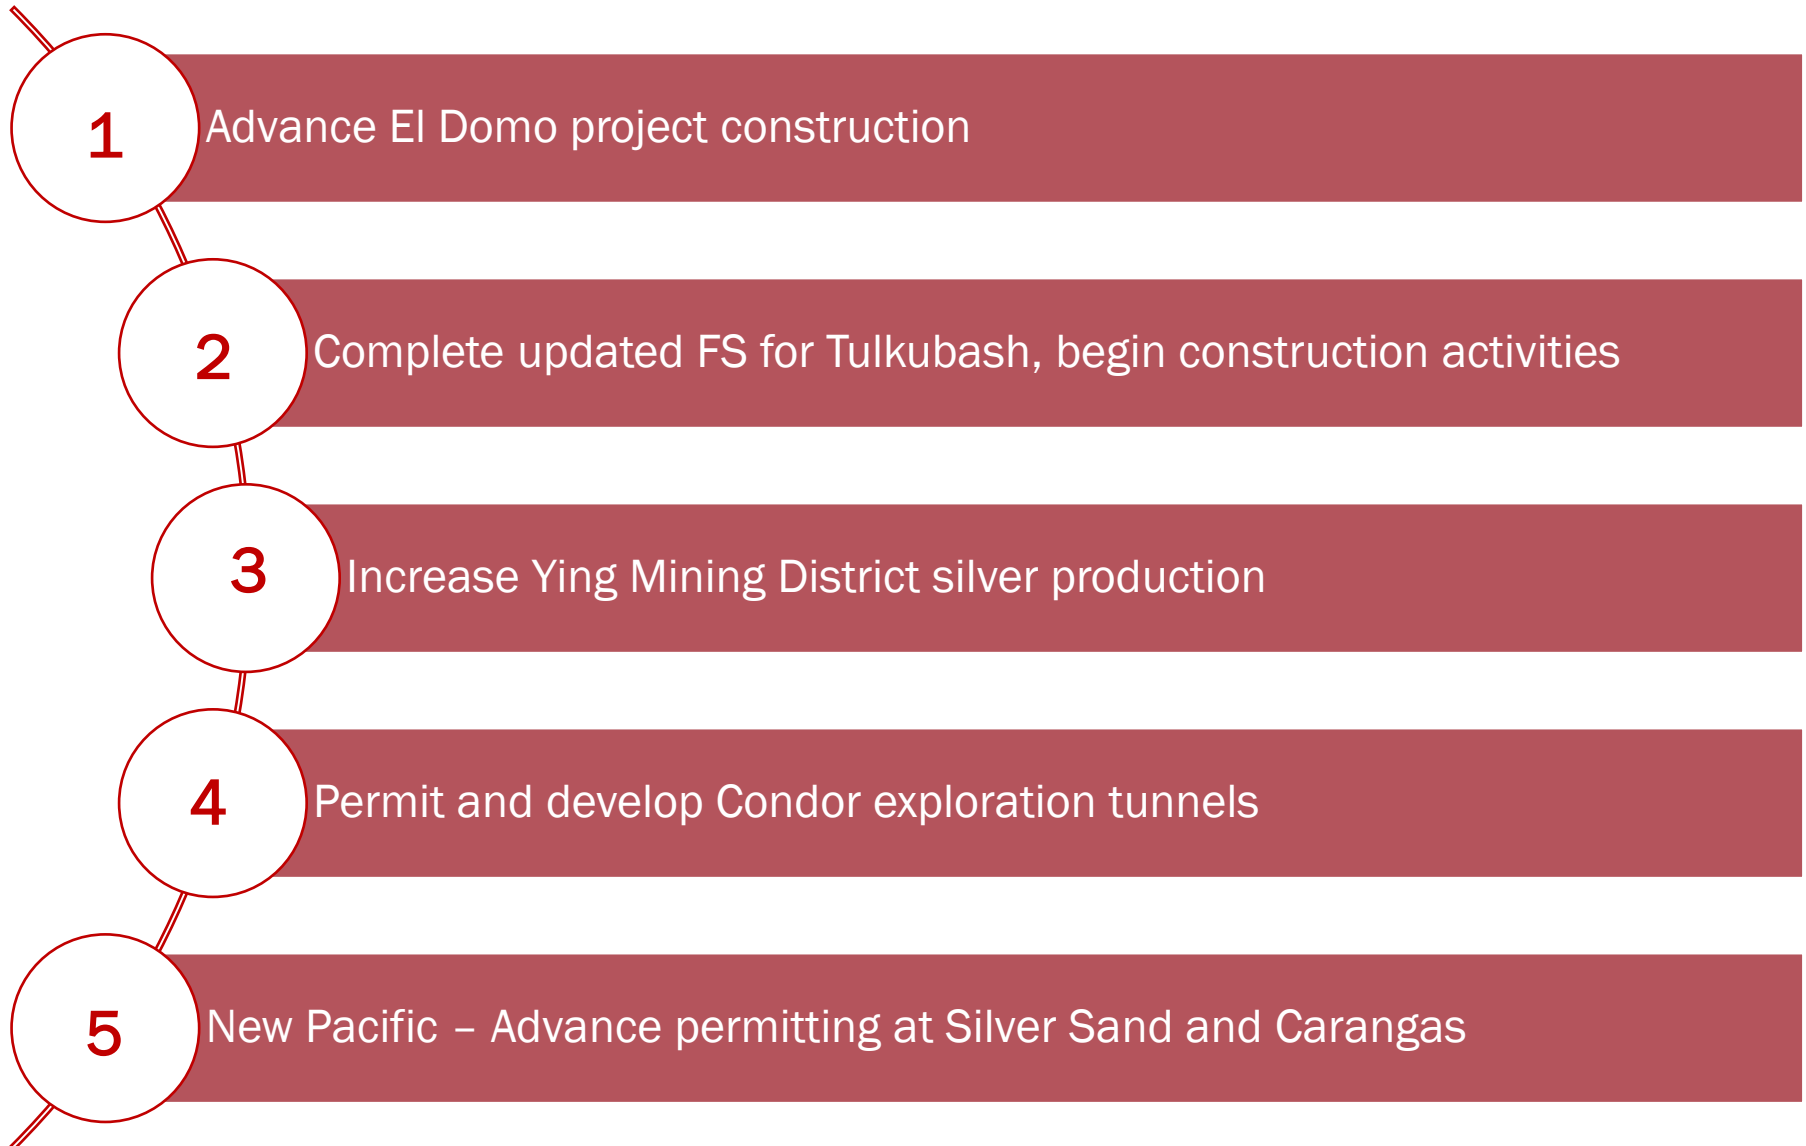 1
Advance El Domo project construction
2
Complete updated FS for Tulkubash, begin construction activities
3
Increase Ying Mining District silver production
4
Permit and develop Condor exploration tunnels
5
New Pacific – Advance permitting at Silver Sand and Carangas